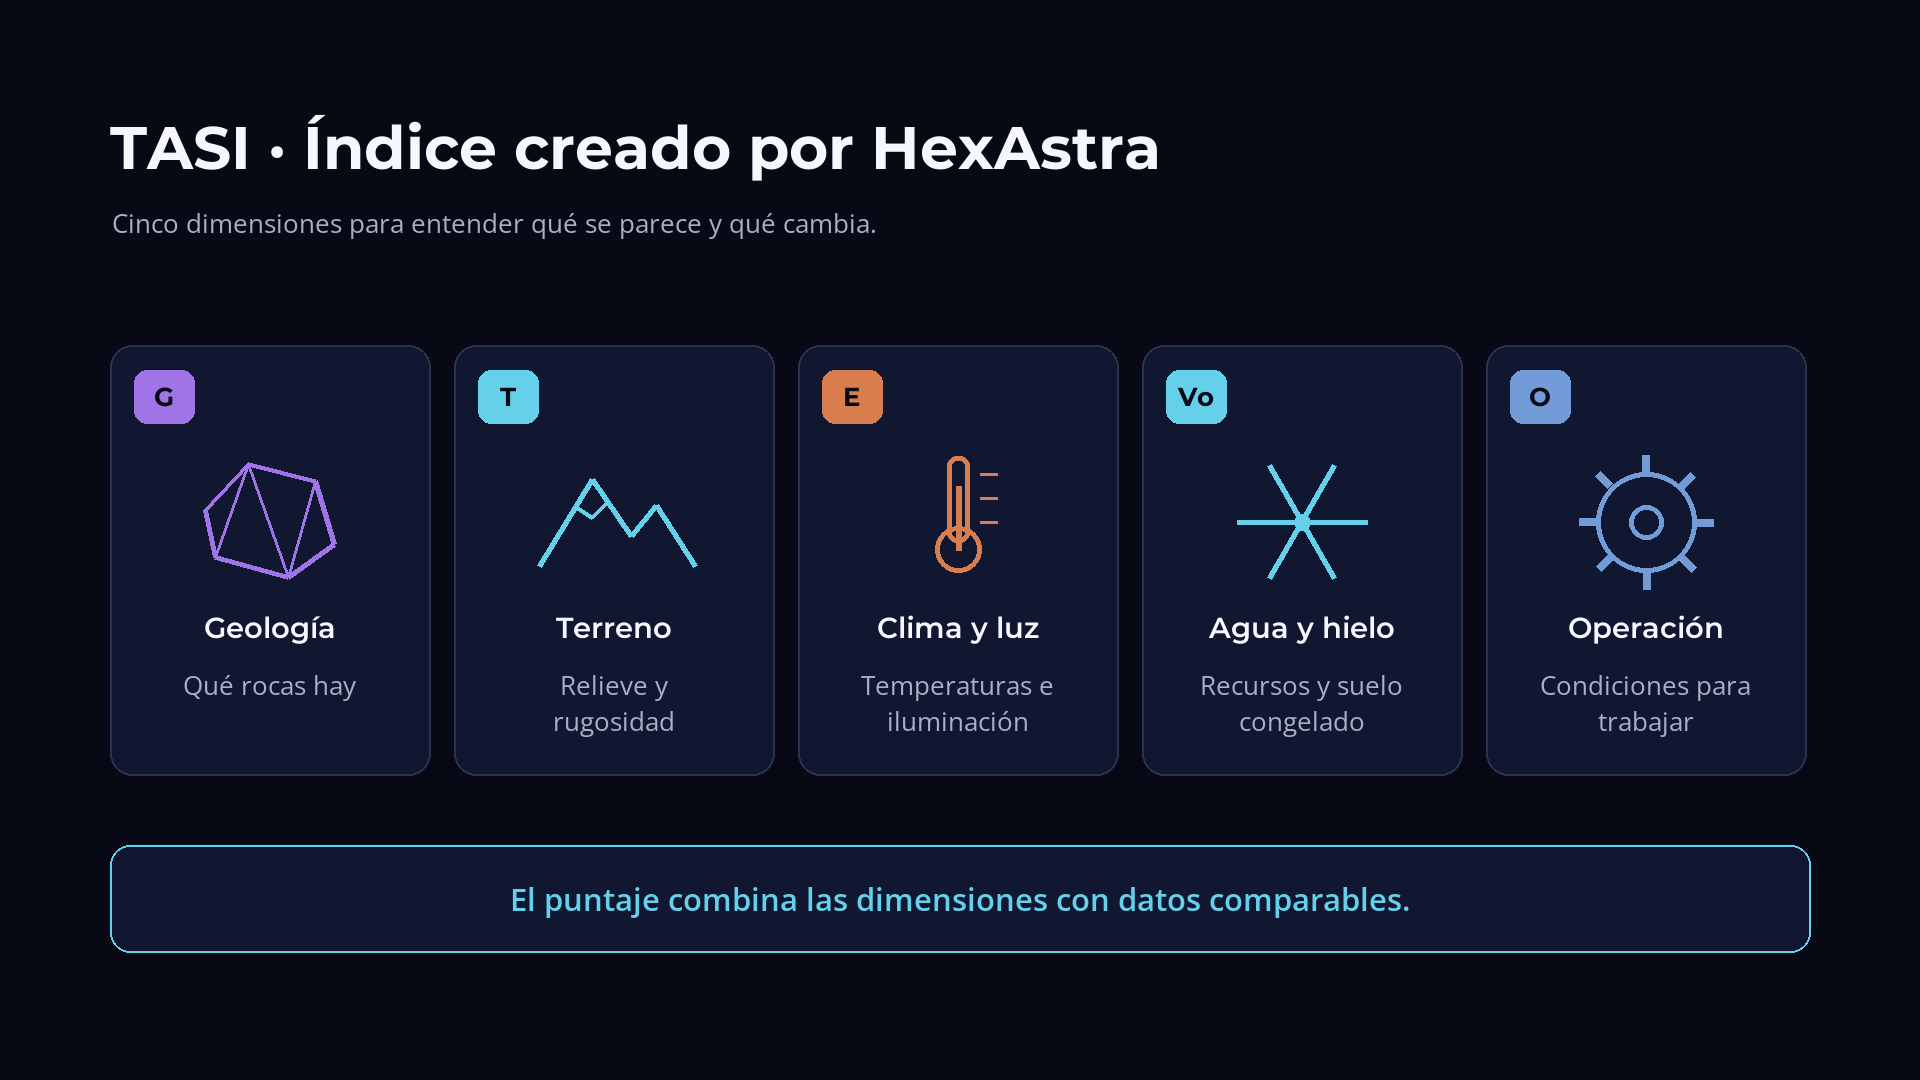 TASI · Índice creado por HexAstra
Cinco dimensiones para entender qué se parece y qué cambia.
G
Geología
Qué rocas hay
T
Terreno
Relieve y
rugosidad
E
Clima y luz
Temperaturas e
iluminación
Vo
Agua y hielo
Recursos y suelo
congelado
O
Operación
Condiciones para
trabajar
El puntaje combina las dimensiones con datos comparables.